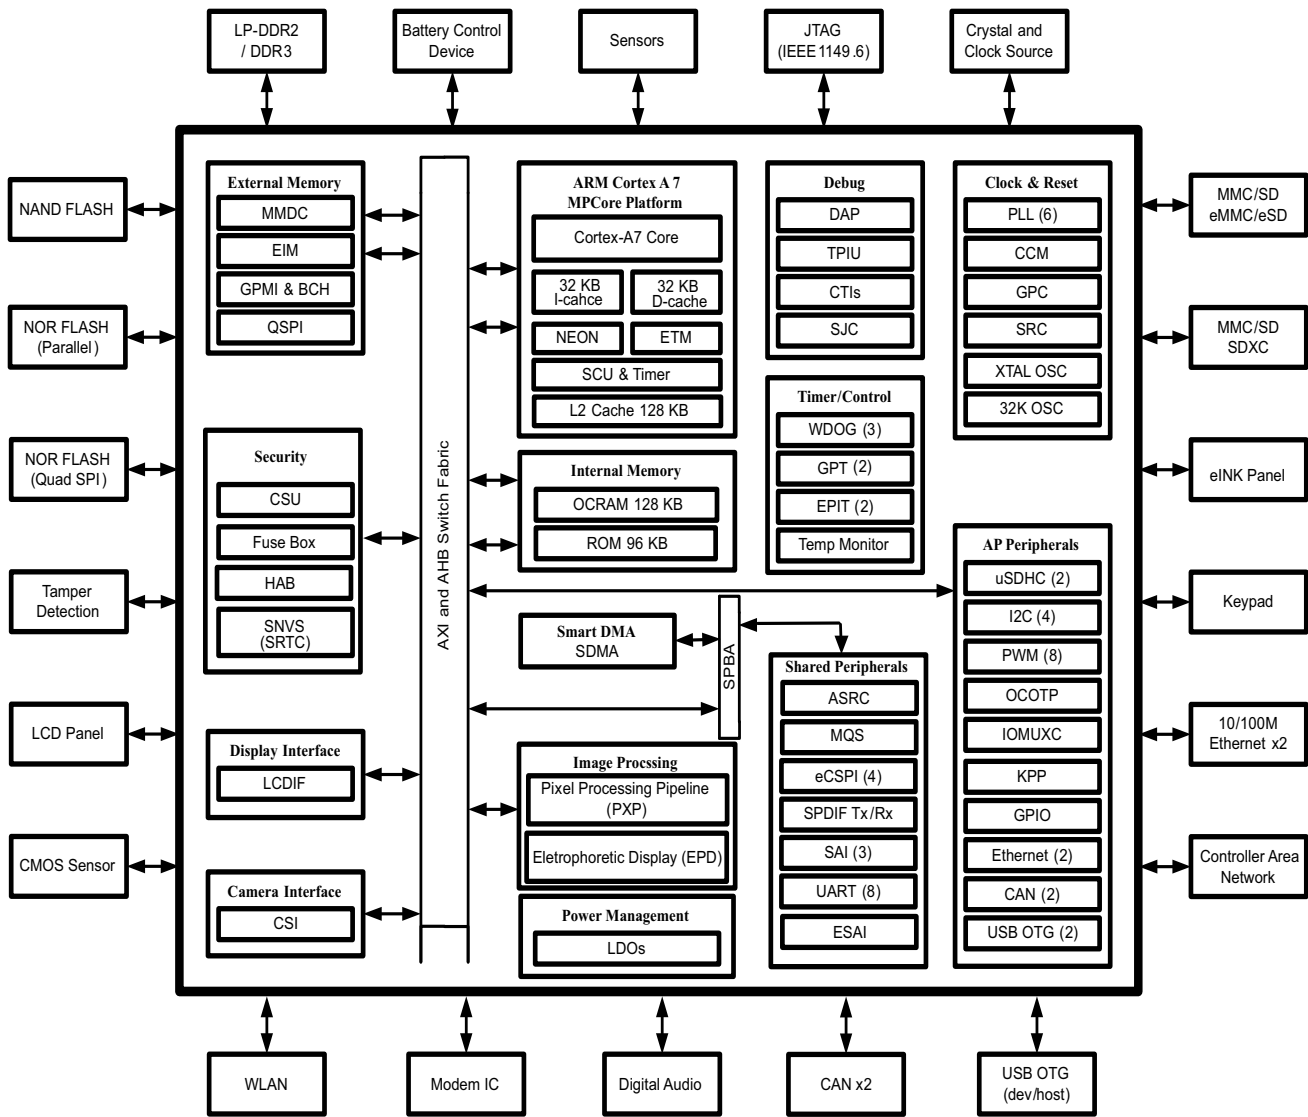 LP-DDR2
/ DDR3
Battery Control
Device
Sensors
JTAG
(IEEE1149.6)
Crystal and
Clock Source
NAND FLASH
NOR FLASH
(Parallel)
NOR FLASH
(Quad SPI)
Tamper
Detection
LCD Panel
CMOS Sensor
External Memory
MMDC
EIM
GPMI & BCH
QSPI
Security
CSU
Fuse Box
HAB
SNVS
(SRTC)
Display Interface
LCDIF
Camera Interface
CSI
AXI and AHB Switch Fabric
ARM Cortex A 7
MPCore Platform
Cortex-A7 Core
32 KB
I-cahce
32 KB
D-cache
NEON
ETM
SCU & Timer
L2 Cache 128 KB
Internal Memory
OCRAM 128 KB
ROM 96 KB
Smart DMA
SDMA
SPBA
Image Procssing
Pixel Processing Pipeline
(PXP)
Eletrophoretic Display (EPD)
Power Management
LDOs
Debug
DAP
TPIU
CTIs
SJC
Timer/Control
WDOG (3)
GPT (2)
EPIT (2)
Temp Monitor
Shared Peripherals
ASRC
MQS
eCSPI (4)
SPDIF Tx/Rx
SAI (3)
UART (8)
ESAI
Clock & Reset
PLL (6)
CCM
GPC
SRC
XTAL OSC
32K OSC
AP Peripherals
uSDHC (2)
I2C (4)
PWM (8)
OCOTP
IOMUXC
KPP
GPIO
Ethernet (2)
CAN (2)
USB OTG (2)
MMC/SD
eMMC/eSD
MMC/SD
SDXC
eINK Panel
Keypad
10/100M
Ethernet x2
Controller Area
Network
WLAN
Modem IC
Digital Audio
CAN x2
USB OTG
(dev/host)